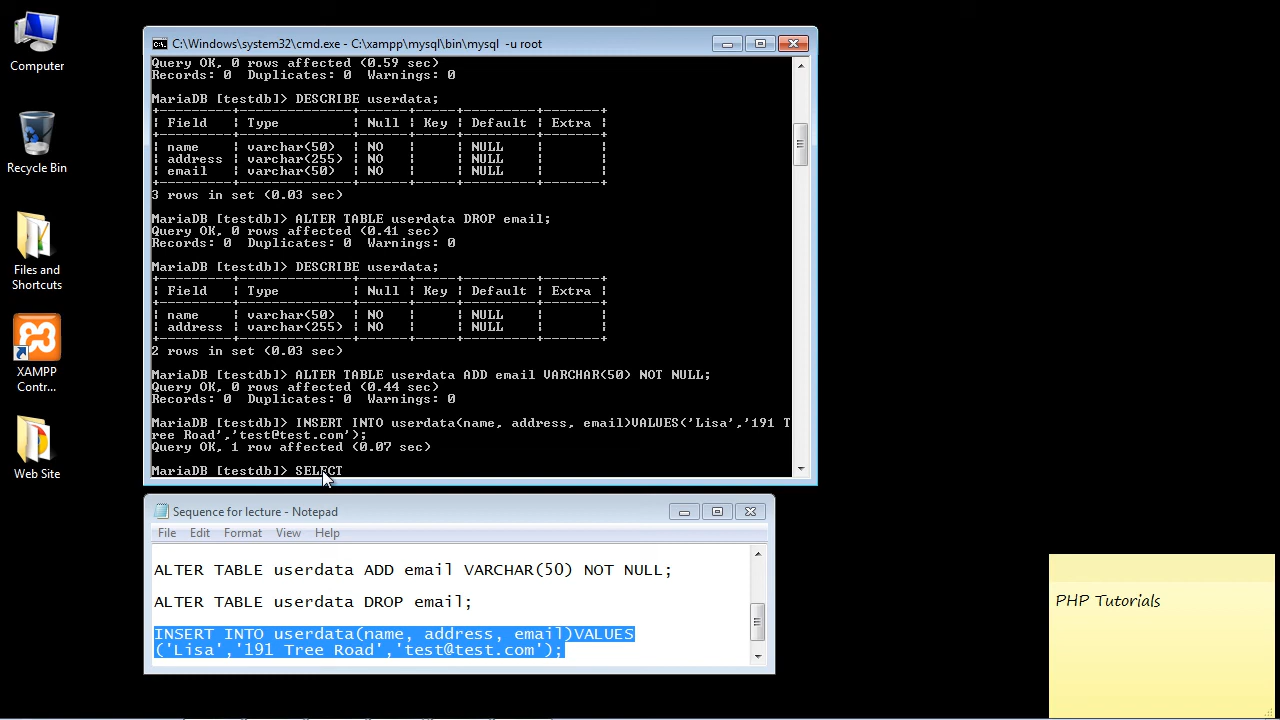 Computer
Recycle Bin
Files and
Shortcuts
XAMPP
Contr...
Web Site
C:\Windows\system32\cmd.exe - C:\xampp\mysql\bin\mysql -u root
Query OK, 0 rows affected (0.59 sec)
Records: 0 Duplicates: 0 Warnings: 0
MariaDB [testdb]> DESCRIBE userdata;
| Field | Type | Null | Key | Default | Extra |
| name | varchar(50) | NO | | NULL | |
| address | varchar(255) | NO | | NULL | |
| email | varchar(50) | NO | | NULL | |
3 rows in set (0.03 sec)
MariaDB [testdb]> ALTER TABLE userdata DROP email;
Query OK, 0 rows affected (0.41 sec)
Records: 0 Duplicates: 0 Warnings: 0
MariaDB [testdb]> DESCRIBE userdata;
| Field | Type | Null | Key | Default | Extra |
| name | varchar(50) | NO | | NULL | |
| address | varchar(255) | NO | | NULL | |
2 rows in set (0.03 sec)
MariaDB [testdb]> ALTER TABLE userdata ADD email VARCHAR(50) NOT NULL;
Query OK, 0 rows affected (0.44 sec)
Records: 0 Duplicates: 0 Warnings: 0
MariaDB [testdb]> INSERT INTO userdata(name, address, email)VALUES('Lisa','191 T
ree Road','test@test.com');
Query OK, 1 row affected (0.07 sec)
MariaDB [testdb]> SELECT
Sequence for lecture - Notepad
File Edit Format View Help
ALTER TABLE userdata ADD email VARCHAR(50) NOT NULL;
ALTER TABLE userdata DROP email;
INSERT INTO userdata(name, address, email)VALUES
('Lisa','191 Tree Road','test@test.com');
PHP Tutorials